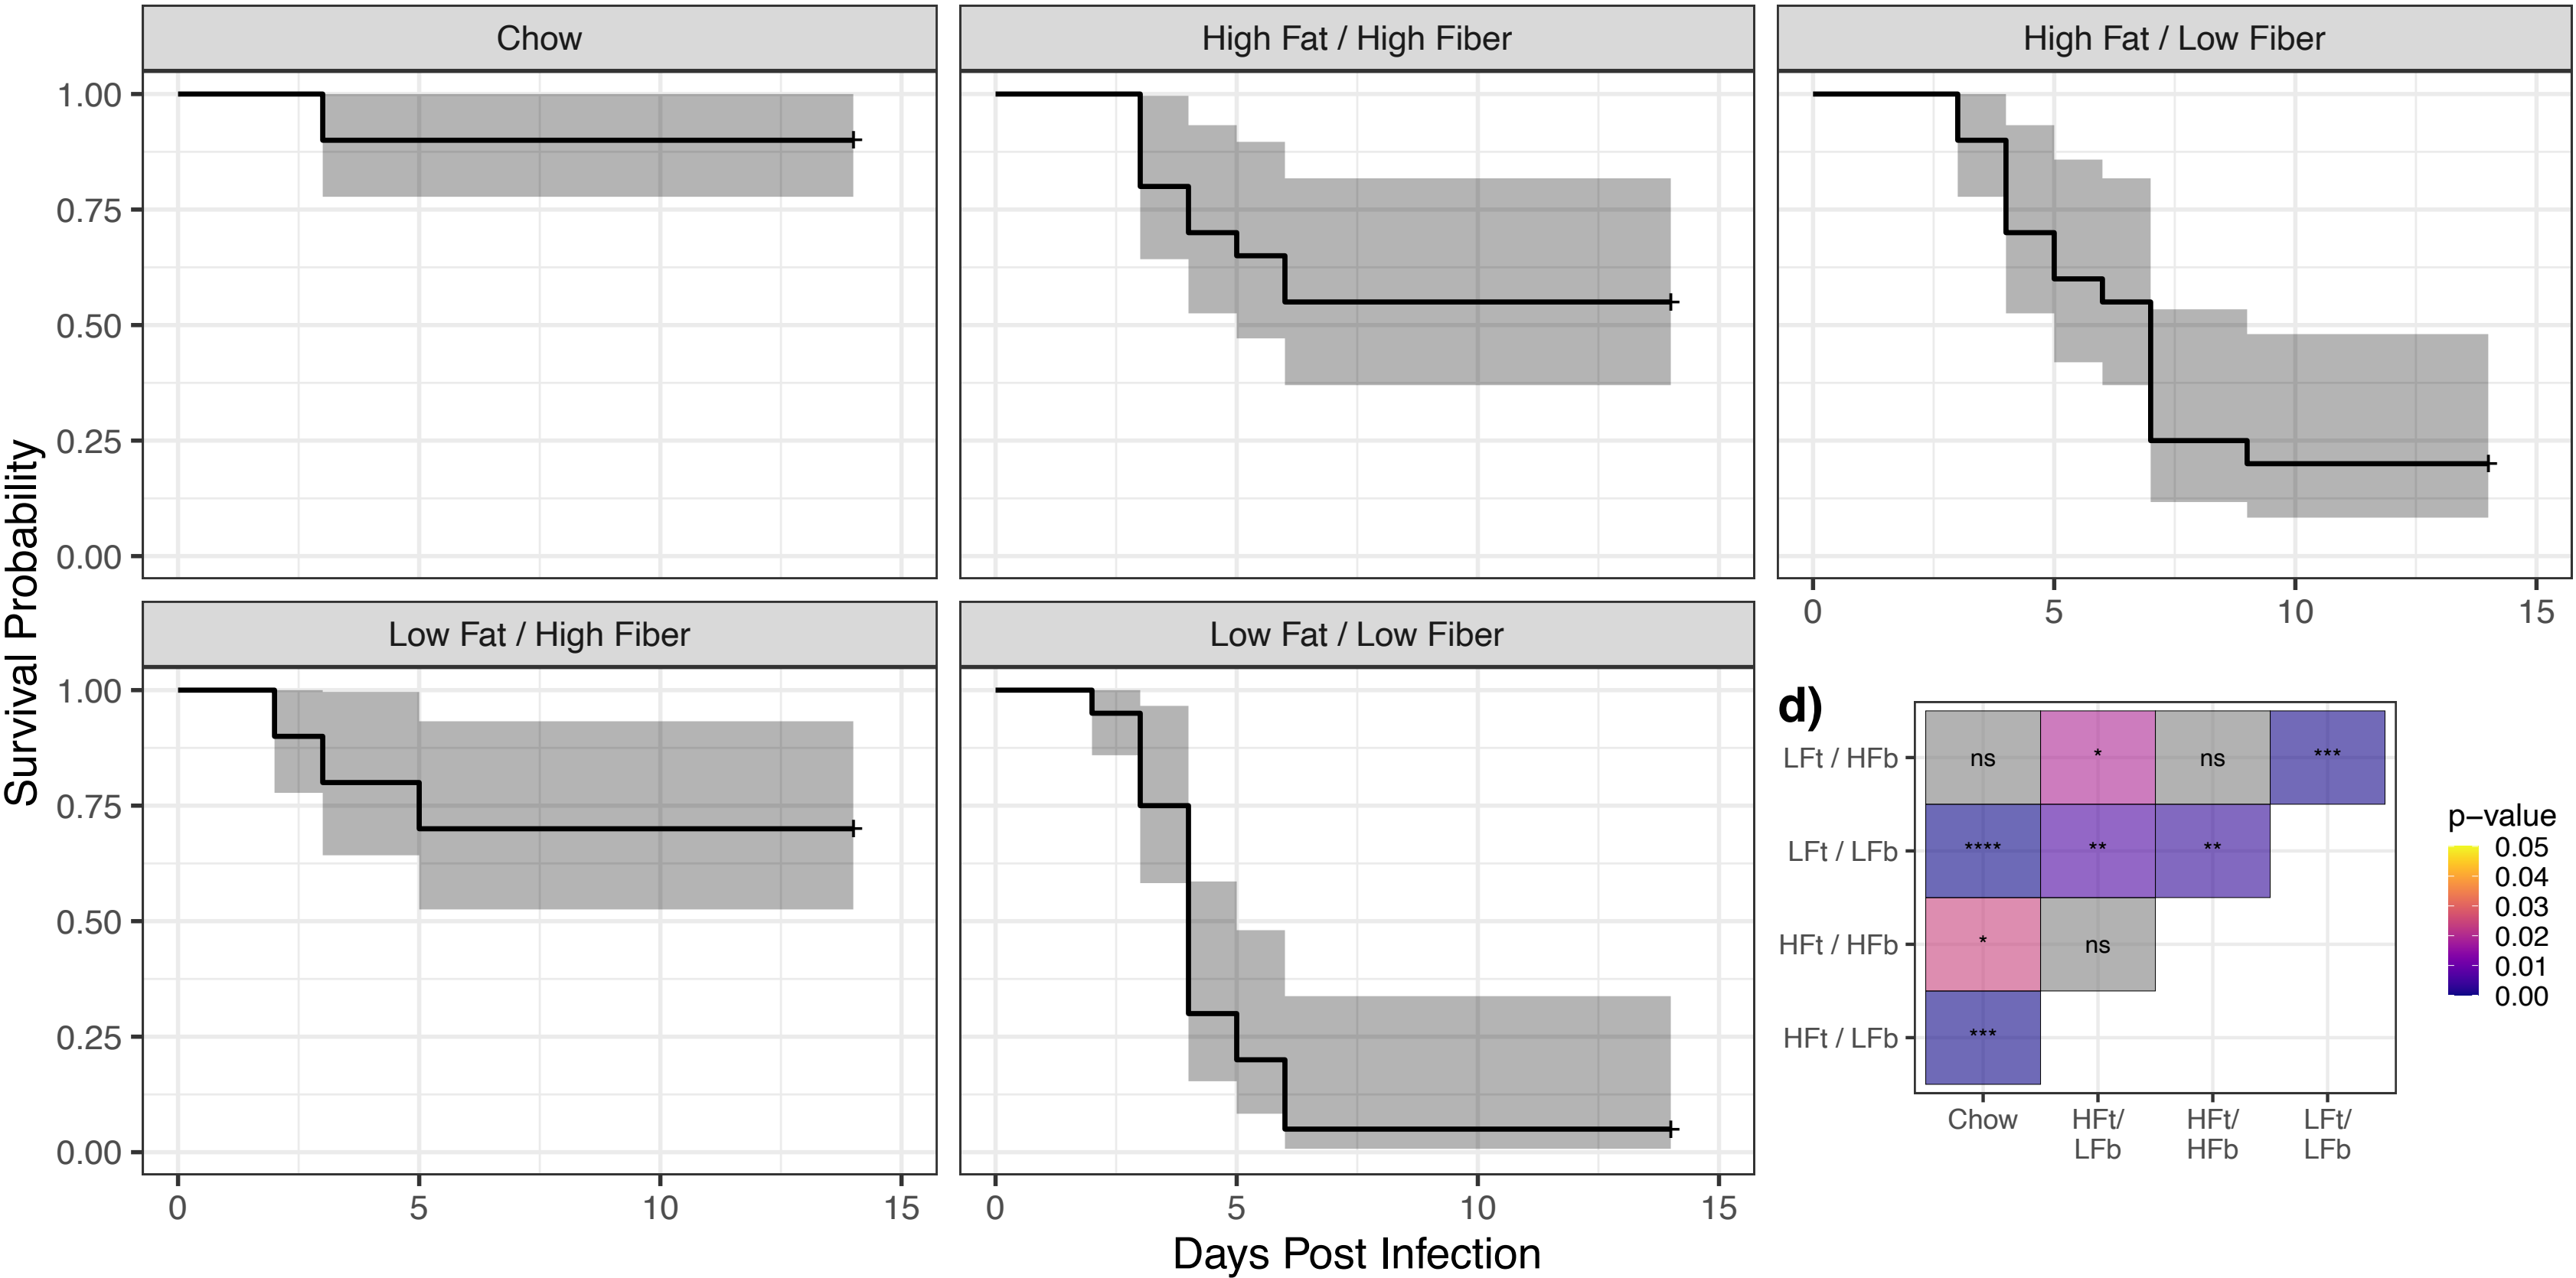 Chow
High Fat / High Fiber
High Fat / Low Fiber
Survival Probability
1.00
0.75
0.50
0.25
0.00
0
5
10
15
Low Fat / High Fiber
Low Fat / Low Fiber
1.00
0.75
0.50
0.25
0.00
0
5
10
15
0
5
10
15
Days Post Infection
d)
LFt / HFb
ns
*
ns
***
LFt / LFb
****
**
**
HFt / HFb
*
ns
HFt / LFb
***
Chow
HFt/
LFb
HFt/
HFb
LFt/
LFb
p−value
0.05
0.04
0.03
0.02
0.01
0.00